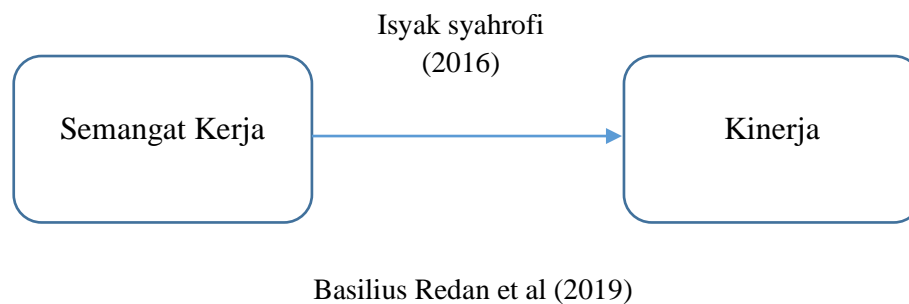 Isyak syahrofi
(2016)
Semangat Kerja
Kinerja
Basilius Redan et al (2019)